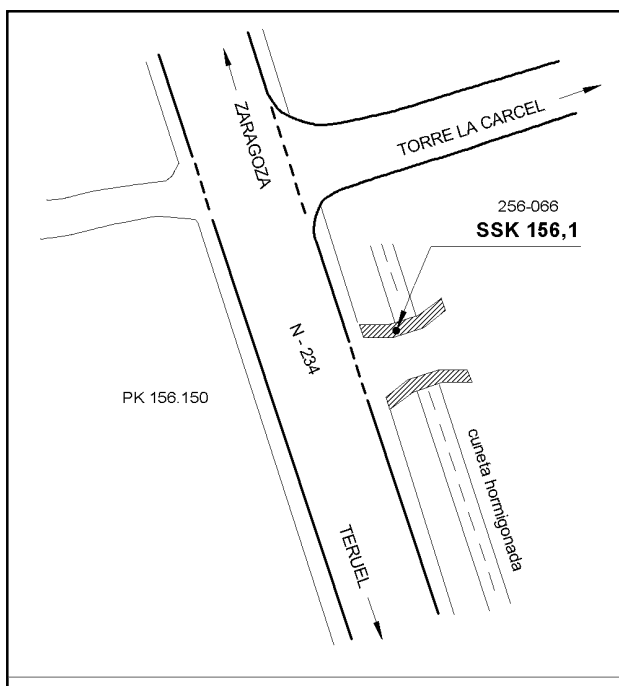 ZARAGOZA
TORRE LA CARCEL
256-066
SSK 156,1
N - 234
PK 156.150
TERUEL
cuneta hormigonada